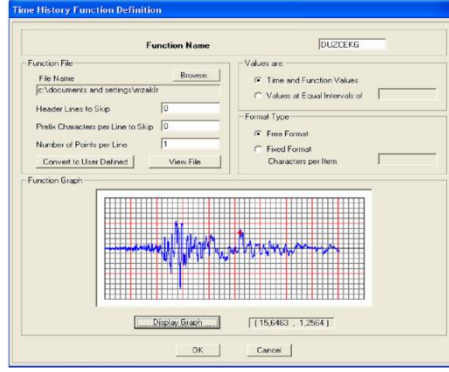 Time History Function Definition
Function Name
DUZCEKG
Function File
File Name
Browse...
c:\documents and settings\mzaklr
Header Lines to Skip
0
Prefix Characters per Line to Skip
0
Number of Points per Line
1
Convert to User Defined
View File
Values are:
Time and Function Values
Values at Equal Intervals of
Format Type
Free Format
Fixed Format
Characters per Item
Function Graph
Display Graph
(15,6463 , 1,2564)
OK
Cancel